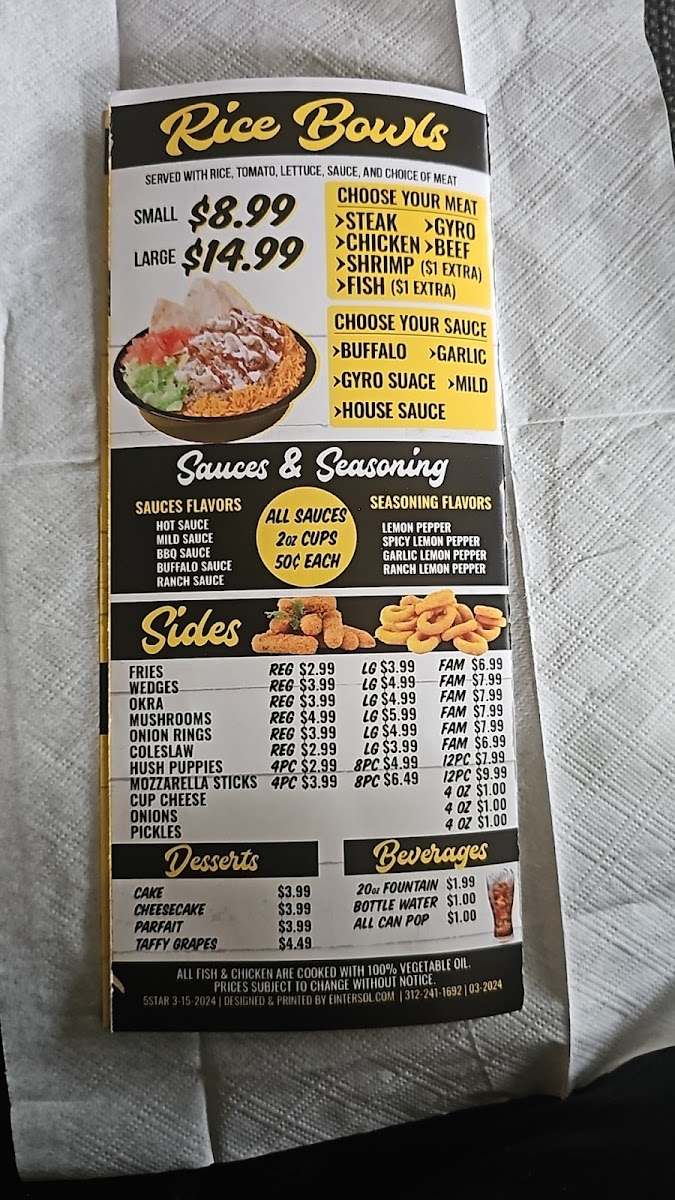 Rice Bowls
SERVED WITH RICE, TOMATO, LETTUCE, SAUCE, AND CHOICE OF MEAT
SMALL $8.99
LARGE $14.99
CHOOSE YOUR MEAT
>STEAK >GYRO
>CHICKEN >BEEF
>SHRIMP ($1 EXTRA)
>FISH ($1 EXTRA)
CHOOSE YOUR SAUCE
>BUFFALO >GARLIC
>GYRO SUACE >MILD
>HOUSE SAUCE
Sauces & Seasoning
SAUCES FLAVORS
HOT SAUCE
MILD SAUCE
BBQ SAUCE
BUFFALO SAUCE
RANCH SAUCE
ALL SAUCES
2oz CUPS
50¢ EACH
SEASONING FLAVORS
LEMON PEPPER
SPICY LEMON PEPPER
GARLIC LEMON PEPPER
RANCH LEMON PEPPER
Sides
FRIES REG $2.99 LG $3.99 FAM $6.99
WEDGES REG $3.99 LG $4.99 FAM $7.99
OKRA REG $3.99 LG $4.99 FAM $7.99
MUSHROOMS REG $4.99 LG $5.99 FAM $7.99
ONION RINGS REG $3.99 LG $4.99 FAM $7.99
COLESLAW REG $2.99 LG $3.99 FAM $6.99
HUSH PUPPIES 4PC $2.99 8PC $4.99 12PC $7.99
MOZZARELLA STICKS 4PC $3.99 8PC $6.49 12PC $9.99
CUP CHEESE 4 OZ $1.00
ONIONS 4 OZ $1.00
PICKLES 4 OZ $1.00
Desserts
CAKE $3.99
CHEESECAKE $3.99
PARFAIT $3.99
TAFFY GRAPES $4.49
Beverages
20oz FOUNTAIN $1.99
BOTTLE WATER $1.00
ALL CAN POP $1.00
ALL FISH & CHICKEN ARE COOKED WITH 100% VEGETABLE OIL.
PRICES SUBJECT TO CHANGE WITHOUT NOTICE.
5STAR 3-15-2024 | DESIGNED & PRINTED BY EINTERSOL.COM | 312-241-1692 | 03-2024